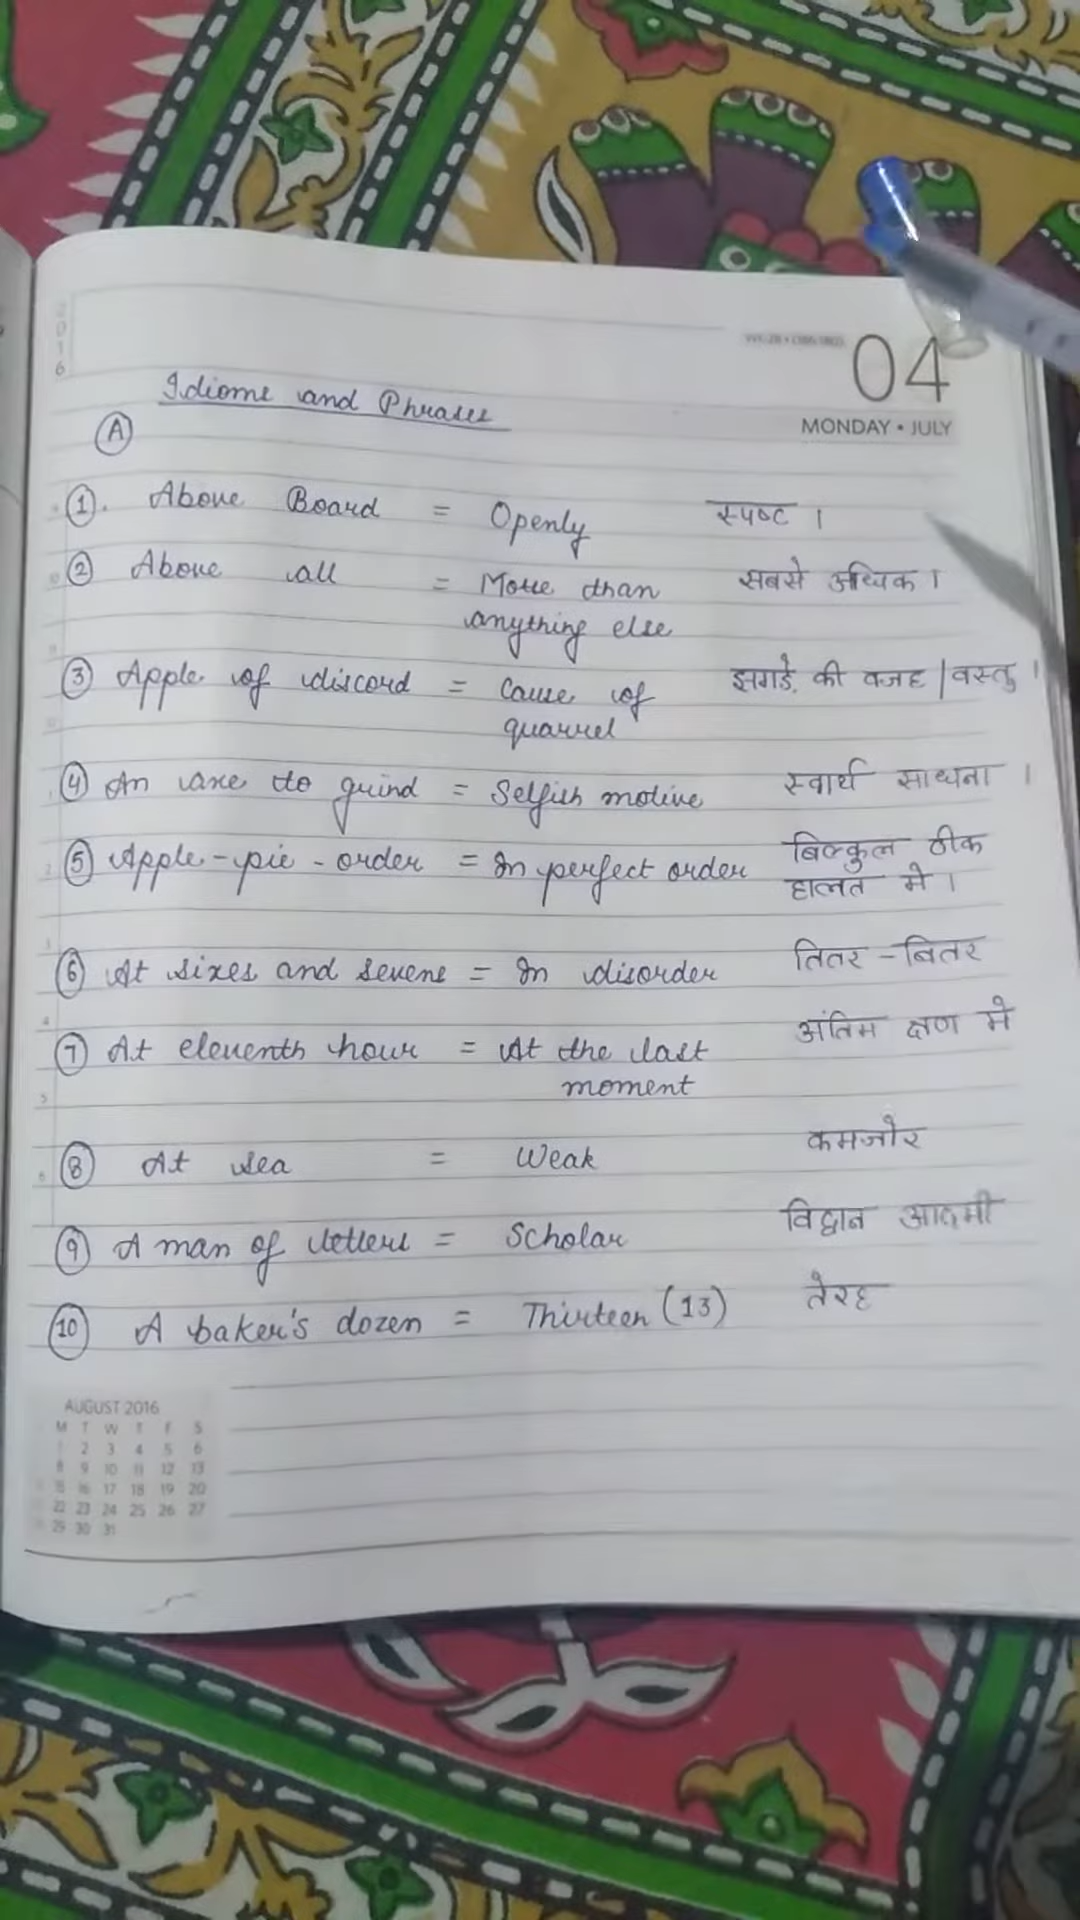 2016
04
MONDAY • JULY
Idioms and Phrases
(A)
(1). Above Board = Openly स्पष्ट ।
(2) Above all = More than सबसे अधिक ।
anything else
(3) Apple of discord = Cause of झगड़े की वजह / वस्तु ।
quarrel
(4) An axe to grind = Selfish motive स्वार्थ साधना ।
(5) Apple-pie-order = In perfect order बिल्कुल ठीक
हालत मे ।
(6) At sixes and sevens = In disorder तितर-बितर
(7) At eleventh hour = At the last अंतिम क्षण मे
moment
(8) At sea = Weak कमजोर
(9) A man of letters = Scholar विद्वान आदमी
(10) A baker's dozen = Thirteen (13) तेरह
AUGUST 2016
M T W T F S
1 2 3 4 5 6
8 9 10 11 12 13
15 16 17 18 19 20
22 23 24 25 26 27
29 30 31